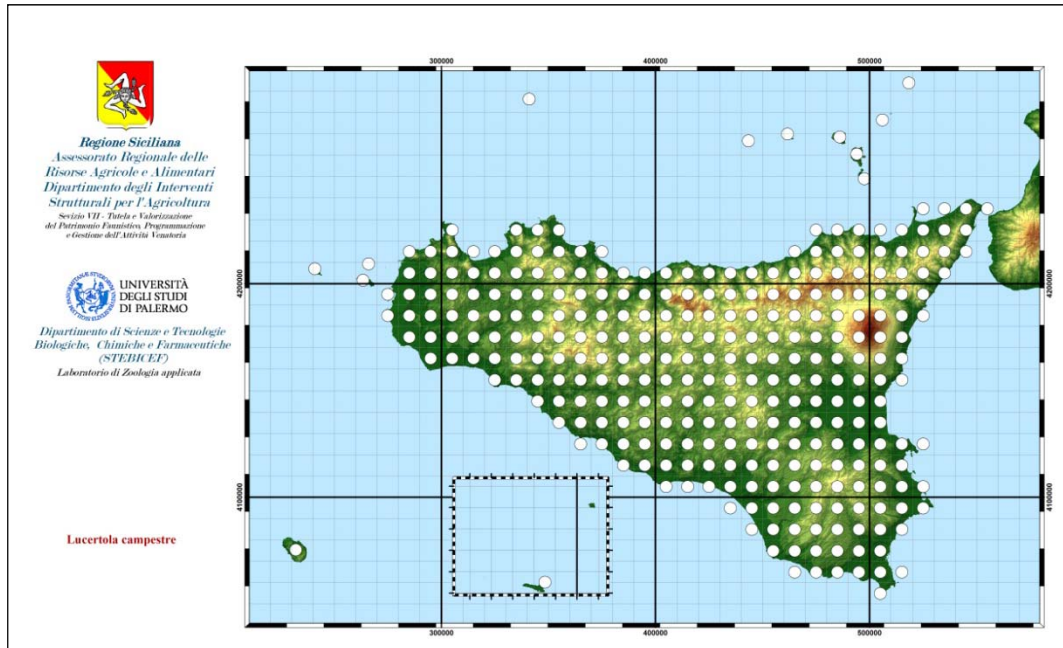 Regione Siciliana
Assessorato Regionale delle
Risorse Agricole e Alimentari
Dipartimento degli Interventi
Strutturali per l'Agricoltura
Sevizio VII - Tutela e Valorizzazione
del Patrimonio Faunistico, Programmazione
e Gestione dell'Attività Venatoria
UNIVERSITÀ
DEGLI STUDI
DI PALERMO
Dipartimento di Scienze e Tecnologie
Biologiche, Chimiche e Farmaceutiche
(STEBICEF)
Laboratorio di Zoologia applicata
Lucertola campestre
300000
400000
500000
4200000
4200000
4100000
4100000
300000
400000
500000